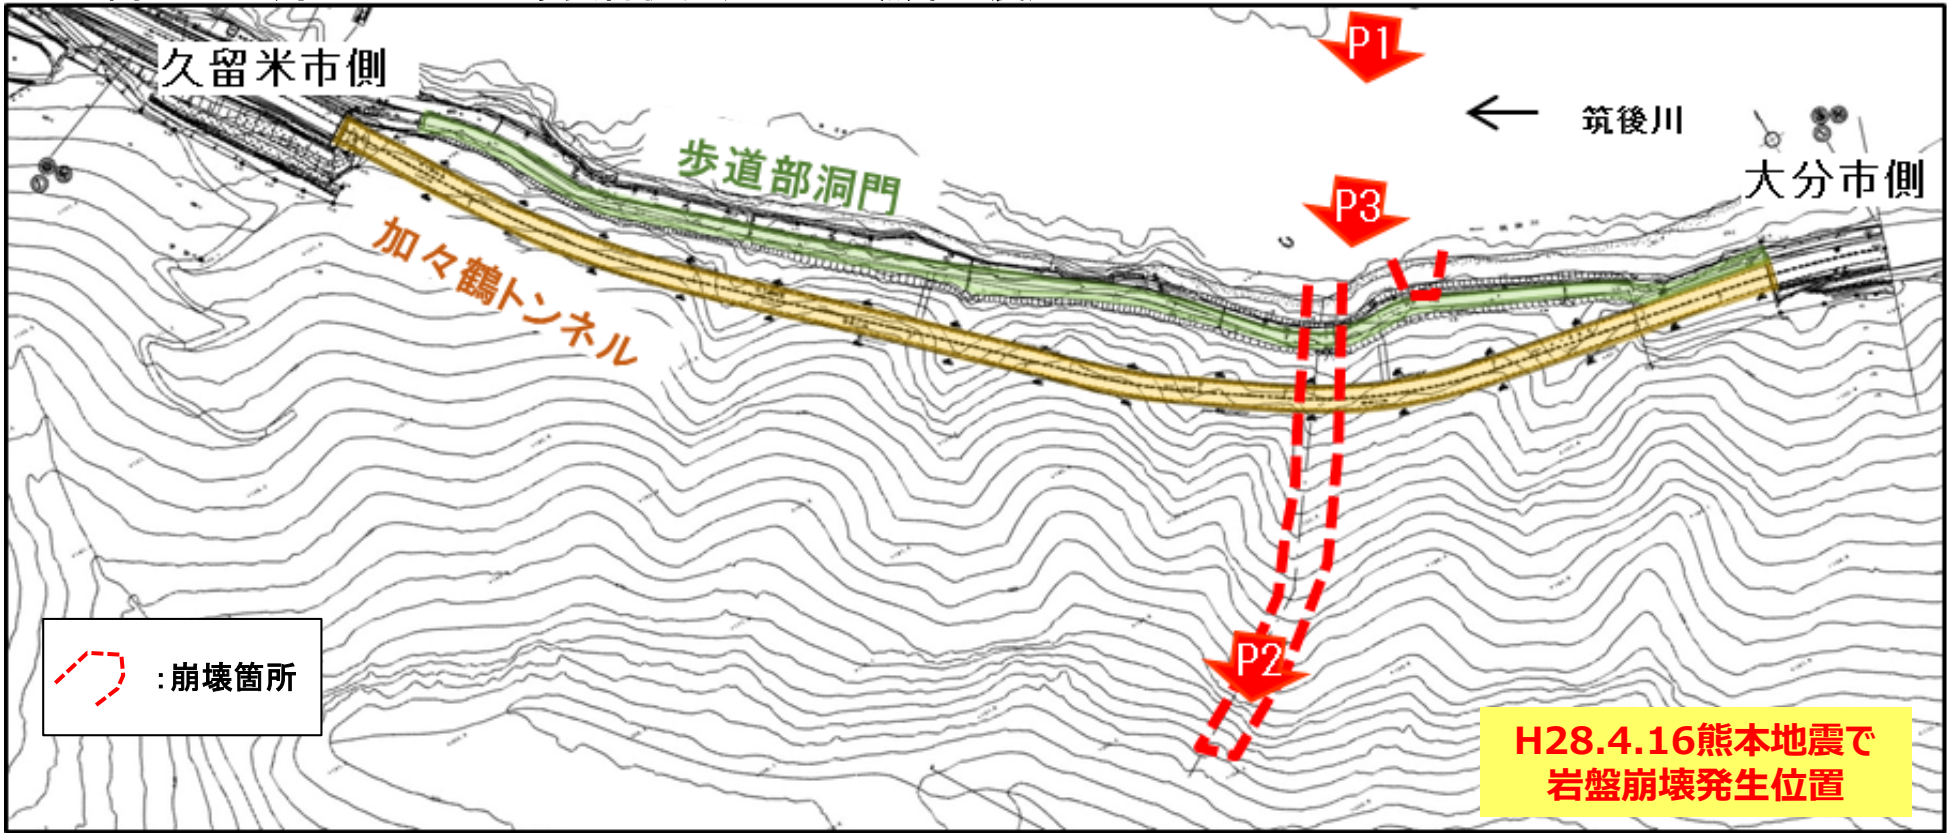 P1
久留米市側
筑後川
歩道部洞門
大分市側
P3
加々鶴トンネル
P2
:崩壊箇所
H28.4.16熊本地震で
岩盤崩壊発生位置